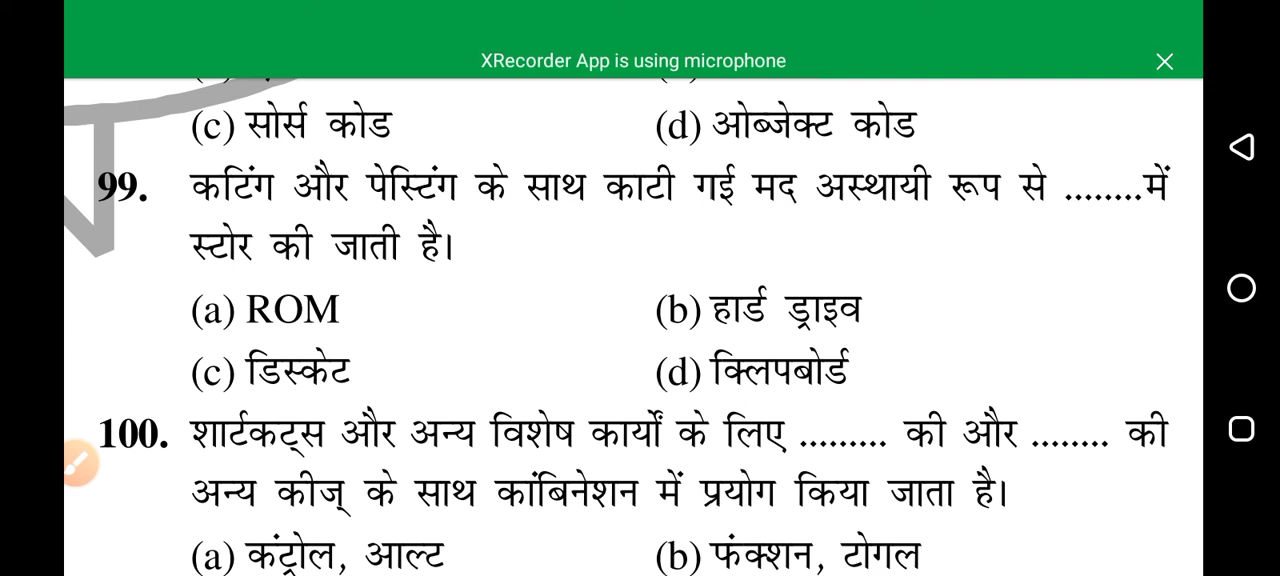 XRecorder App is using microphone
(c) सोर्स कोड (d) ओब्जेक्ट कोड
99. कटिंग और पेस्टिंग के साथ काटी गई मद अस्थायी रूप से ........में
स्टोर की जाती है।
(a) ROM (b) हार्ड ड्राइव
(c) डिस्केट (d) क्लिपबोर्ड
100. शार्टकट्स और अन्य विशेष कार्यों के लिए ......... की और ........ की
अन्य कीज् के साथ कांबिनेशन में प्रयोग किया जाता है।
(a) कंट्रोल, आल्ट (b) फंक्शन, टोगल